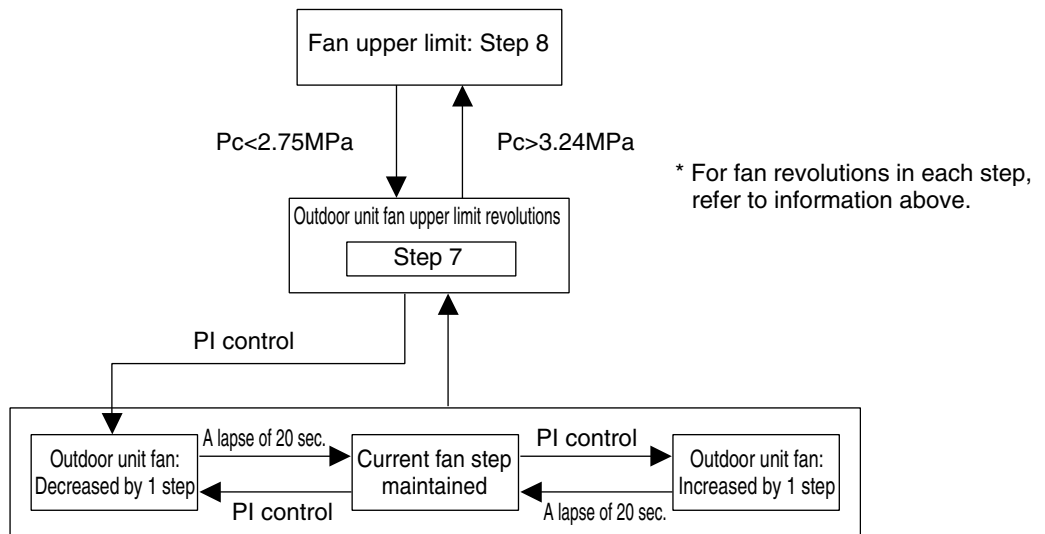 Fan upper limit: Step 8
Pc<2.75MPa
Pc>3.24MPa
* For fan revolutions in each step,
refer to information above.
Outdoor unit fan upper limit revolutions
Step 7
PI control
Outdoor unit fan:
Decreased by 1 step
A lapse of 20 sec.
PI control
Current fan step
maintained
PI control
A lapse of 20 sec.
Outdoor unit fan:
Increased by 1 step